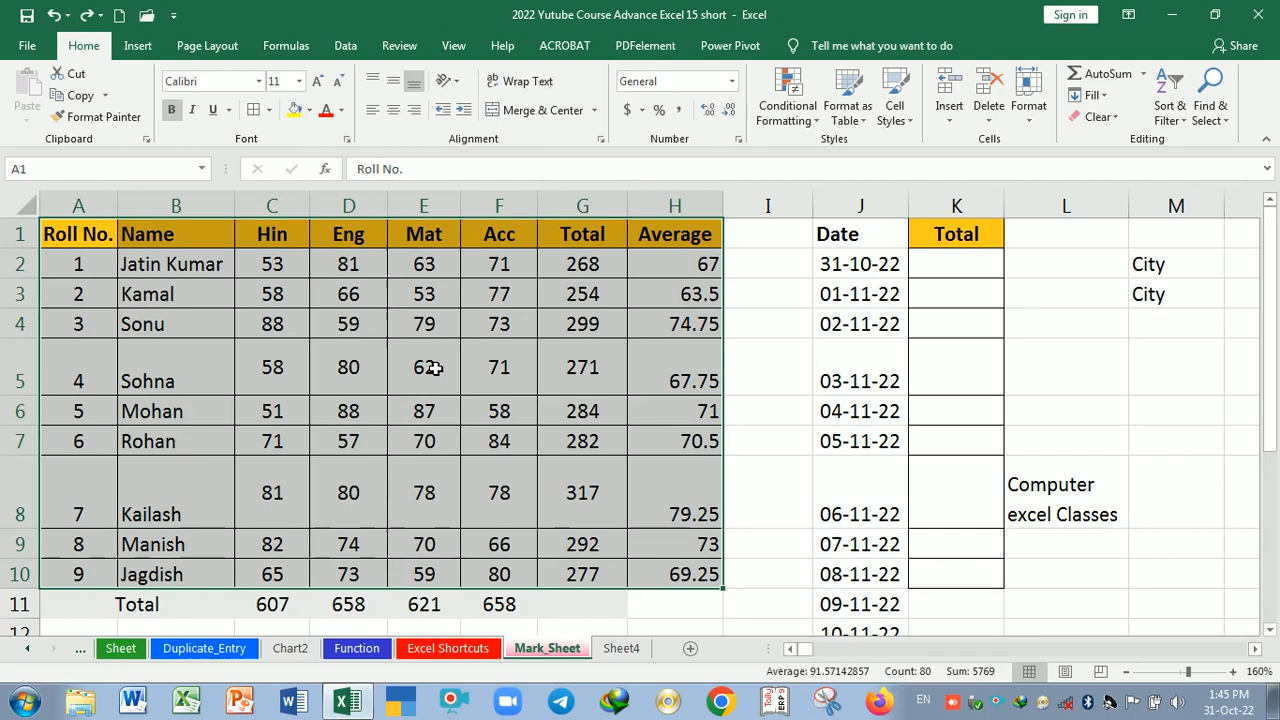 2022 Yutube Course Advance Excel 15 short - Excel
Sign in
File Home Insert Page Layout Formulas Data Review View Help ACROBAT PDFelement Power Pivot Tell me what you want to do Share
Paste Cut Copy Format Painter Clipboard
Calibri 11 B I U A Font
Wrap Text Merge & Center Alignment
General $ % , Number
Conditional Formatting Format as Table Cell Styles Styles
Insert Delete Format Cells
AutoSum Fill Clear Sort & Filter Find & Select Editing
A1 fx Roll No.
A B C D E F G H I J K L M
1 Roll No. Name Hin Eng Mat Acc Total Average Date Total
2 1 Jatin Kumar 53 81 63 71 268 67 31-10-22 City
3 2 Kamal 58 66 53 77 254 63.5 01-11-22 City
4 3 Sonu 88 59 79 73 299 74.75 02-11-22
5 4 Sohna 58 80 62 71 271 67.75 03-11-22
6 5 Mohan 51 88 87 58 284 71 04-11-22
7 6 Rohan 71 57 70 84 282 70.5 05-11-22
8 7 Kailash 81 80 78 78 317 79.25 06-11-22 Computer excel Classes
9 8 Manish 82 74 70 66 292 73 07-11-22
10 9 Jagdish 65 73 59 80 277 69.25 08-11-22
11 Total 607 658 621 658 09-11-22
12 10-11-22
... Sheet Duplicate_Entry Chart2 Function Excel Shortcuts Mark_Sheet Sheet4
Average: 91.57142857 Count: 80 Sum: 5769 160%
EN 1:45 PM
31-Oct-22